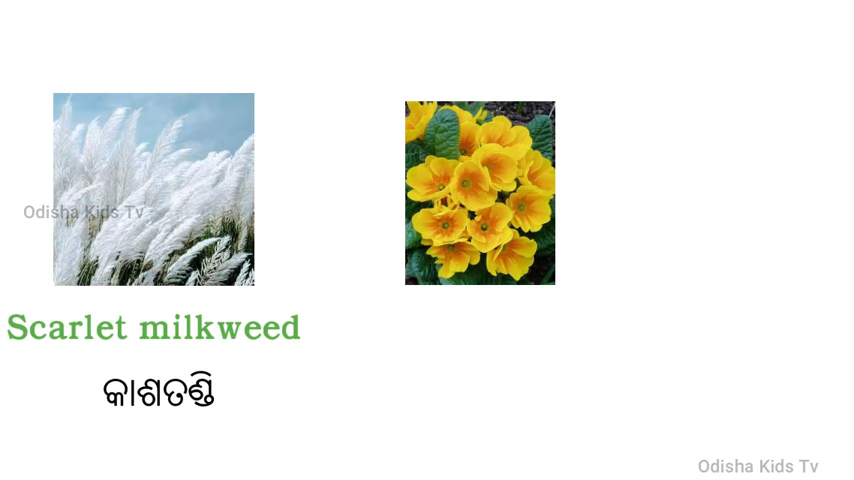 Odisha Kids Tv
Scarlet milkweed
କାଶତଣ୍ଡି
Odisha Kids Tv